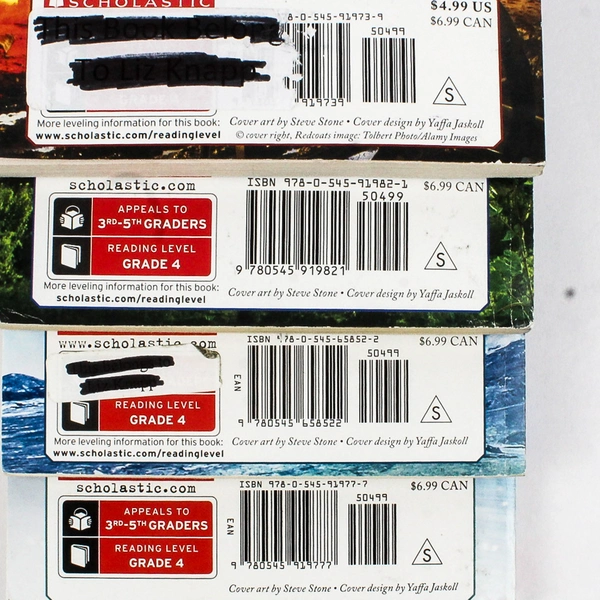 SCHOLASTIC
This Book Belongs
To Liz Knapp
8-0-545-91973-9
$4.99 US
$6.99 CAN
50499
919739
S
More leveling information for this book:
www.scholastic.com/readinglevel
Cover art by Steve Stone • Cover design by Yaffa Jaskoll
© cover right, Redcoats image: Tolbert Photo/Alamy Images
scholastic.com
ISBN 978-0-545-91982-1
$6.99 CAN
50499
APPEALS TO
3RD-5TH GRADERS
READING LEVEL
GRADE 4
9 780545 919821
S
More leveling information for this book:
www.scholastic.com/readinglevel
Cover art by Steve Stone • Cover design by Yaffa Jaskoll
www.scholastic.com
ISBN 978-0-545-65852-2
$6.99 CAN
50499
EAN
READING LEVEL
GRADE 4
9 780545 658522
S
More leveling information for this book:
www.scholastic.com/readinglevel
Cover art by Steve Stone • Cover design by Yaffa Jaskoll
scholastic.com
ISBN 978-0-545-91977-7
$6.99 CAN
50499
EAN
APPEALS TO
3RD-5TH GRADERS
READING LEVEL
GRADE 4
9 780545 919777
S
Cover art by Steve Stone • Cover design by Yaffa Jaskoll